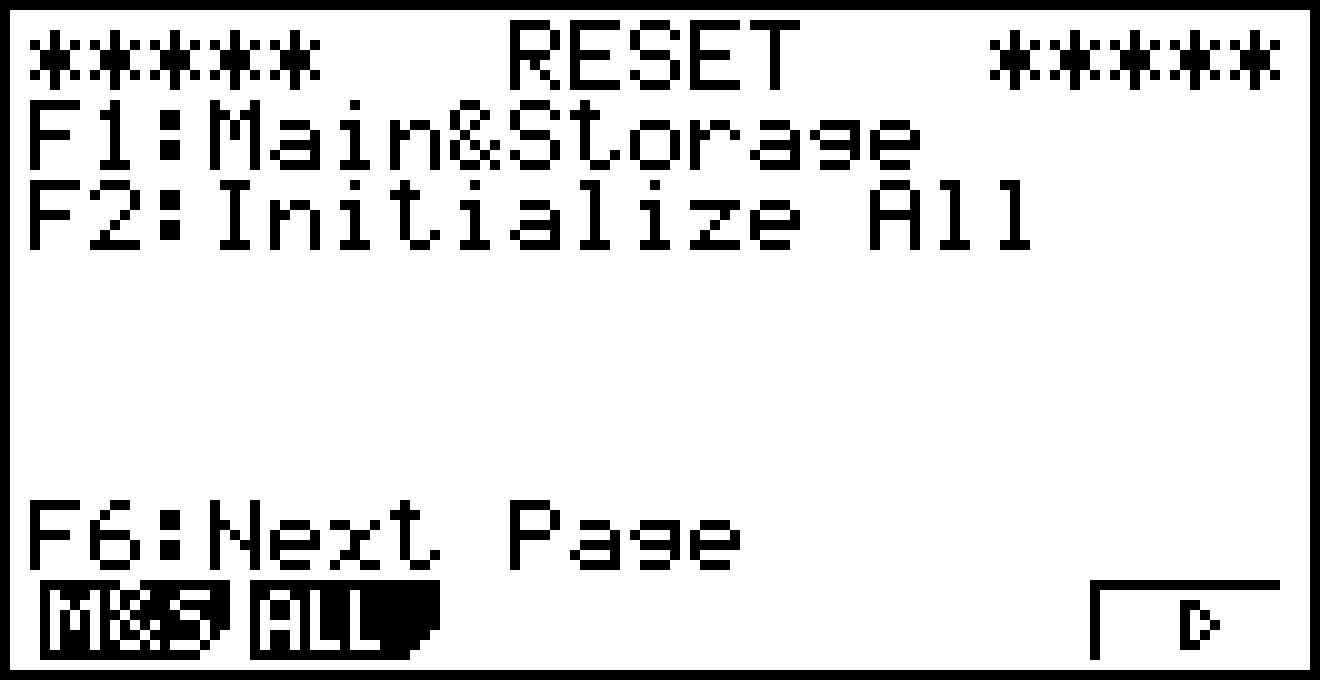 ***** RESET *****
F1:Main&Storage
F2:Initialize All
F6:Next Page
M&S ALL ▷